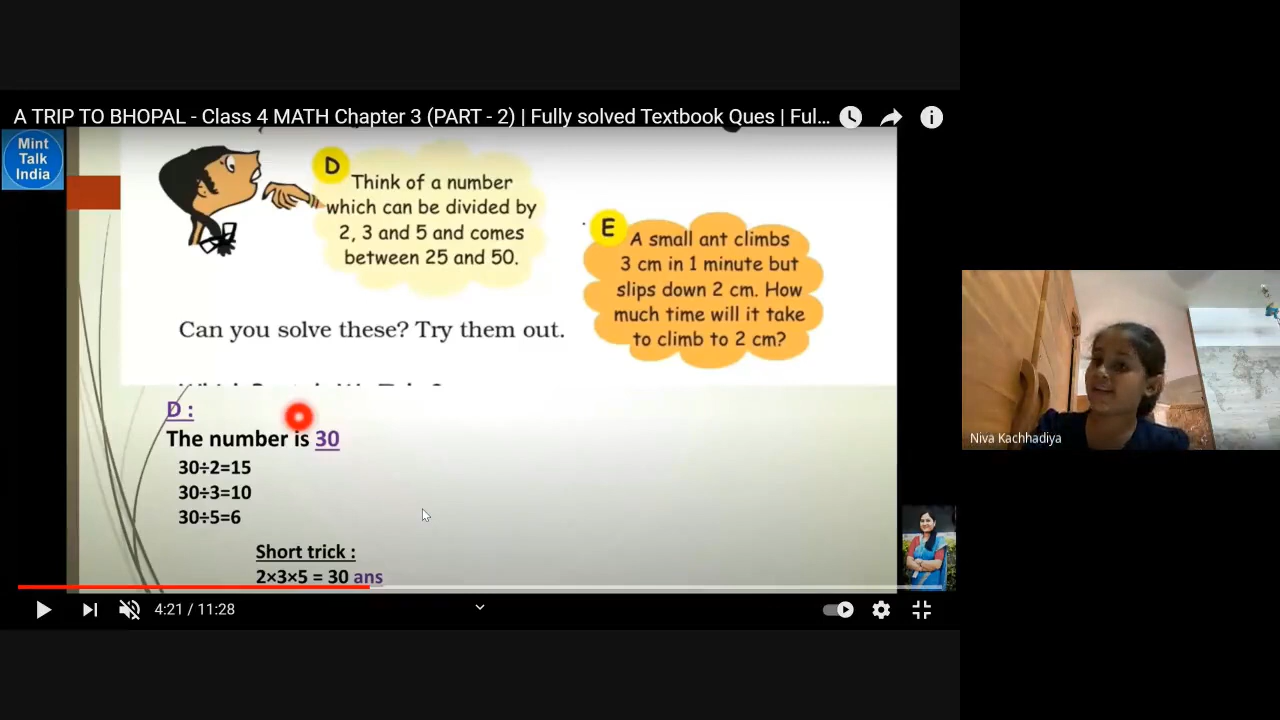 A TRIP TO BHOPAL - Class 4 MATH Chapter 3 (PART - 2) | Fully solved Textbook Ques | Ful...
Mint
Talk
India
D
Think of a number
which can be divided by
2, 3 and 5 and comes
between 25 and 50.
E
A small ant climbs
3 cm in 1 minute but
slips down 2 cm. How
much time will it take
to climb to 2 cm?
Can you solve these? Try them out.
D :
The number is 30
30÷2=15
30÷3=10
30÷5=6
Short trick :
2×3×5 = 30 ans
4:21 / 11:28
Niva Kachhadiya